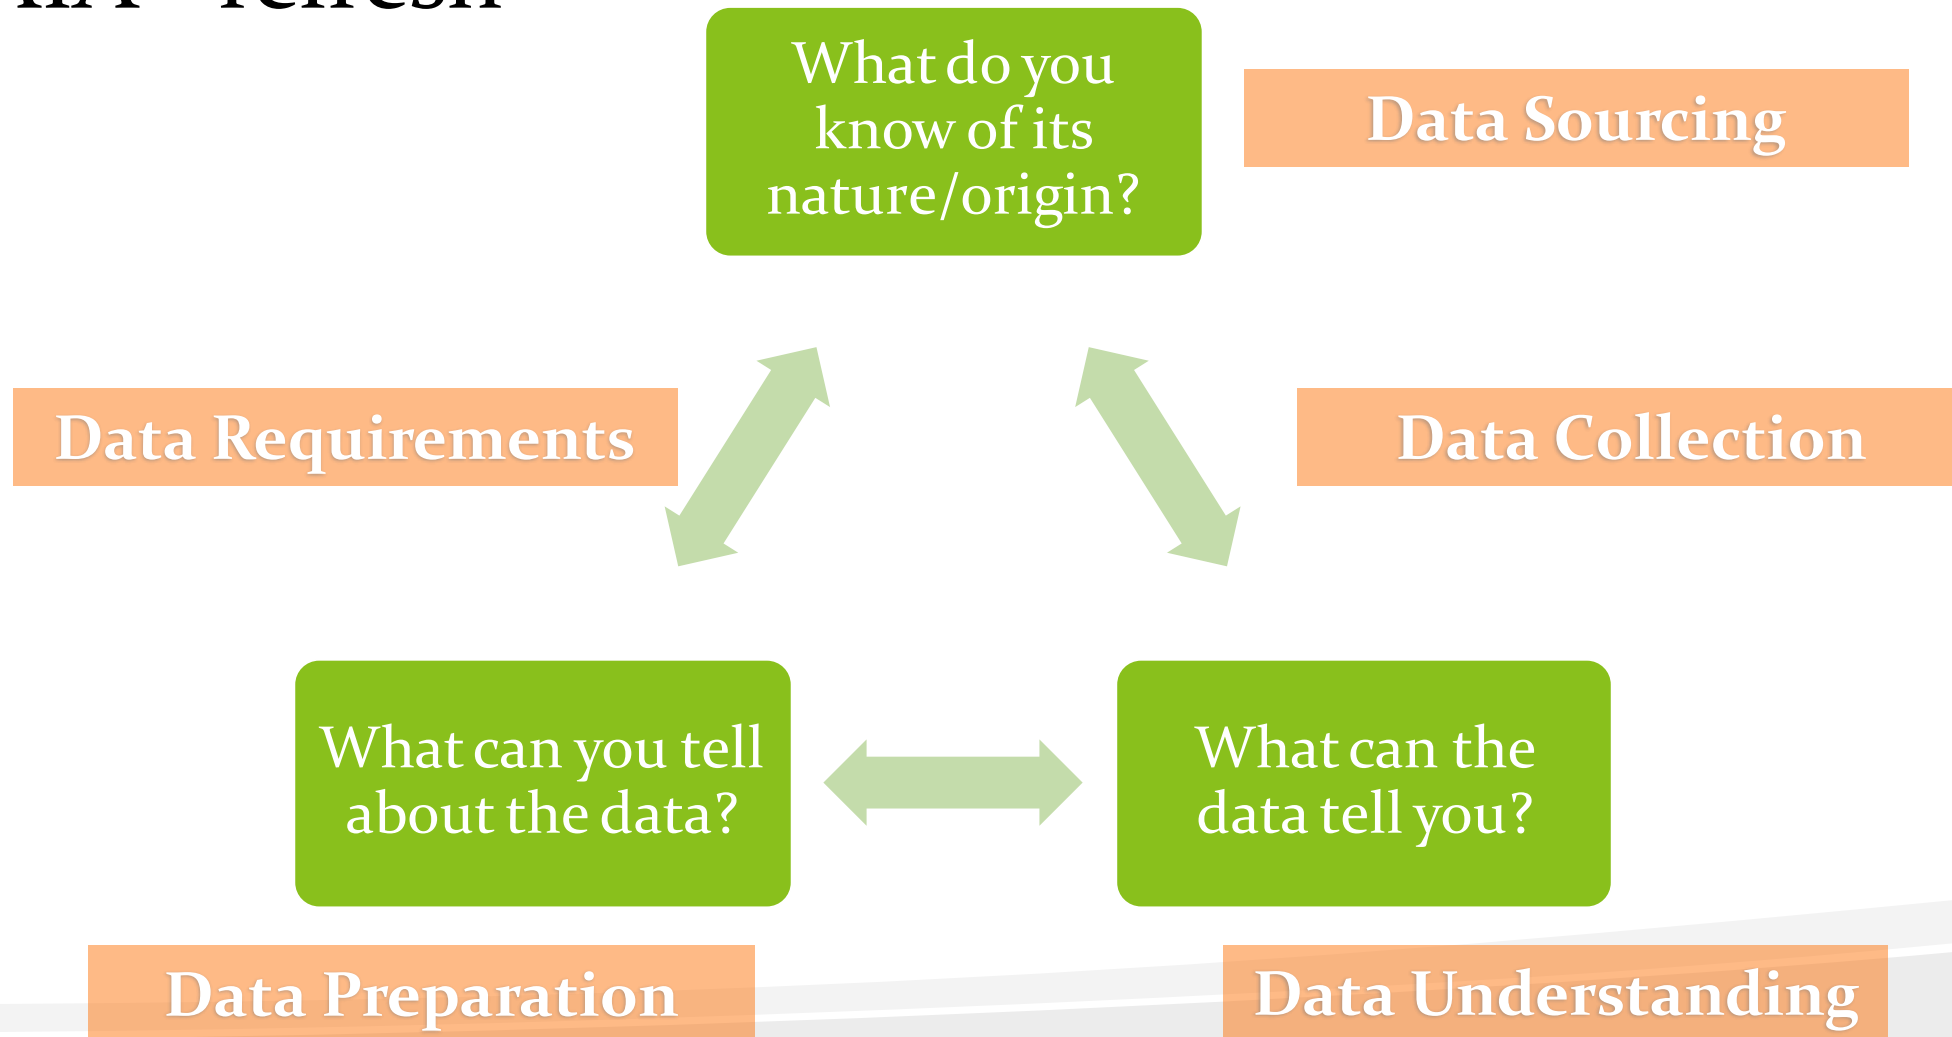 refresh
What do you
know of its
nature/origin?
Data Sourcing
Data Requirements
Data Collection
What can you tell
about the data?
What can the
data tell you?
Data Preparation
Data Understanding